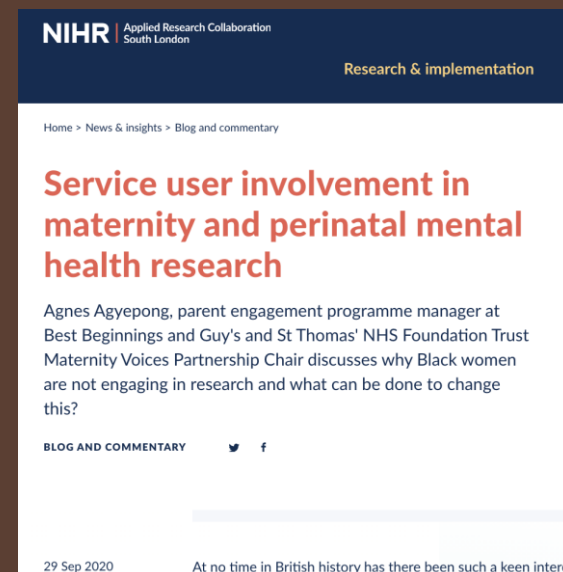 NIHR | Applied Research Collaboration
South London
Research & implementation
Home > News & insights > Blog and commentary
Service user involvement in
maternity and perinatal mental
health research
Agnes Agyepong, parent engagement programme manager at
Best Beginnings and Guy's and St Thomas' NHS Foundation Trust
Maternity Voices Partnership Chair discusses why Black women
are not engaging in research and what can be done to change
this?
BLOG AND COMMENTARY
29 Sep 2020
At no time in British history has there been such a keen